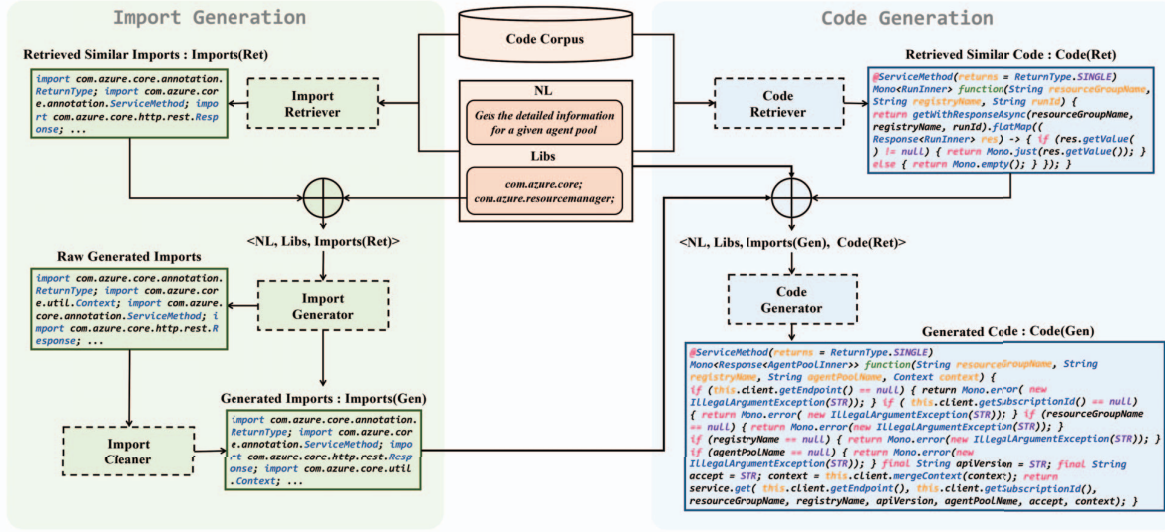 Import Generation
Retrieved Similar Imports : Imports(Ret)
import com.azure.core.annotation.
ReturnType; import com.azure.cor
e.annotation.ServiceMethod; impo
rt com.azure.core.http.rest.Resp
onse; ...
Import
Retriever
Code Corpus
NL
Gets the detailed information
for a given agent pool
Libs
com.azure.core;
com.azure.resourcemanager;
Code Generation
Code
Retriever
Retrieved Similar Code : Code(Ret)
@ServiceMethod(returns = ReturnType.SINGLE)
Mono<RunInner> function(String resourceGroupName,
String registryName, String runId) {
return getWithResponseAsync(resourceGroupName,
registryName, runId).flatMap((
Response<RunInner> res) -> { if (res.getValue(
) != null) { return Mono.just(res.getValue()); }
else { return Mono.empty(); } }); }
<NL, Libs, Imports(Ret)>
Raw Generated Imports
import com.azure.core.annotation.
ReturnType; import com.azure.cor
e.util.Context; import com.azure.
core.annotation.ServiceMethod; i
mport com.azure.core.http.rest.R
esponse; ...
Import
Generator
Import
Cleaner
Generated Imports : Imports(Gen)
import com.azure.core.annotation.
ReturnType; import com.azure.cor
e.annotation.ServiceMethod; impo
rt com.azure.core.http.rest.Resp
onse; import com.azure.core.util
.Context; ...
<NL, Libs, Imports(Gen), Code(Ret)>
Code
Generator
Generated Code : Code(Gen)
@ServiceMethod(returns = ReturnType.SINGLE)
Mono<Response<AgentPoolInner>> function(String resourceGroupName, String
registryName, String agentPoolName, Context context) {
if (this.client.getEndpoint() == null) { return Mono.error( new
IllegalArgumentException(STR)); } if ( this.client.getSubscriptionId() == null)
{ return Mono.error( new IllegalArgumentException(STR)); } if (resourceGroupName
== null) { return Mono.error(new IllegalArgumentException(STR)); }
if (registryName == null) { return Mono.error(new IllegalArgumentException(STR)); }
if (agentPoolName == null) { return Mono.error(new
IllegalArgumentException(STR)); } final String apiVersion = STR; final String
accept = STR; context = this.client.mergeContext(context); return
service.get( this.client.getEndpoint(), this.client.getSubscriptionId(),
resourceGroupName, registryName, apiVersion, agentPoolName, accept, context); }